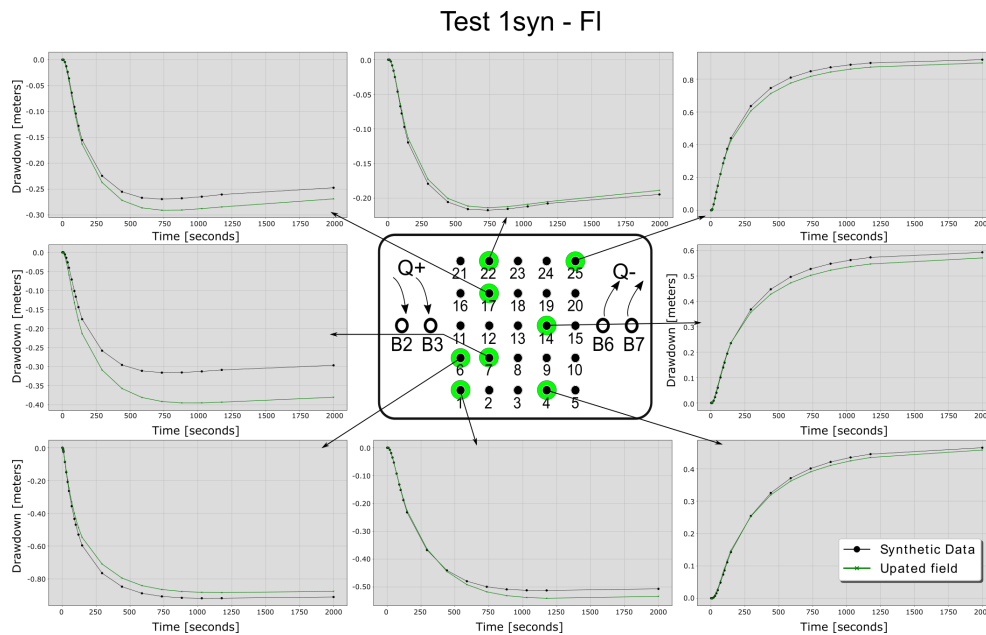 Test 1syn - Fl
0.0
-0.05
-0.10
-0.15
-0.20
-0.25
-0.30
Drawdown [meters]
0 250 500 750 1000 1250 1500 1750 2000
Time [seconds]
0.0
-0.05
-0.10
-0.15
-0.20
0 250 500 750 1000 1250 1500 1750 2000
Time [seconds]
0.8
0.6
0.4
0.2
0.0
Drawdown [meters]
0 250 500 750 1000 1250 1500 1750 2000
Time [seconds]
0.0
-0.05
-0.10
-0.15
-0.20
-0.25
-0.30
-0.35
-0.40
Drawdown [meters]
0 250 500 750 1000 1250 1500 1750 2000
Time [seconds]
Q+
Q-
21 22 23 24 25
16 17 18 19 20
11 12 13 14 15
B2 B3
B6 B7
6 7 8 9 10
1 2 3 4 5
0.6
0.5
0.4
0.3
0.2
0.1
0.0
Drawdown [meters]
0 250 500 750 1000 1250 1500 1750 2000
Time [seconds]
0.0
-0.20
-0.40
-0.60
-0.80
Drawdown [meters]
0 250 500 750 1000 1250 1500 1750 2000
Time [seconds]
0.0
-0.10
-0.20
-0.30
-0.40
-0.50
0 250 500 750 1000 1250 1500 1750 2000
Time [seconds]
0.4
0.3
0.2
0.1
0.0
Drawdown [meters]
0 250 500 750 1000 1250 1500 1750 2000
Time [seconds]
Synthetic Data
Upated field